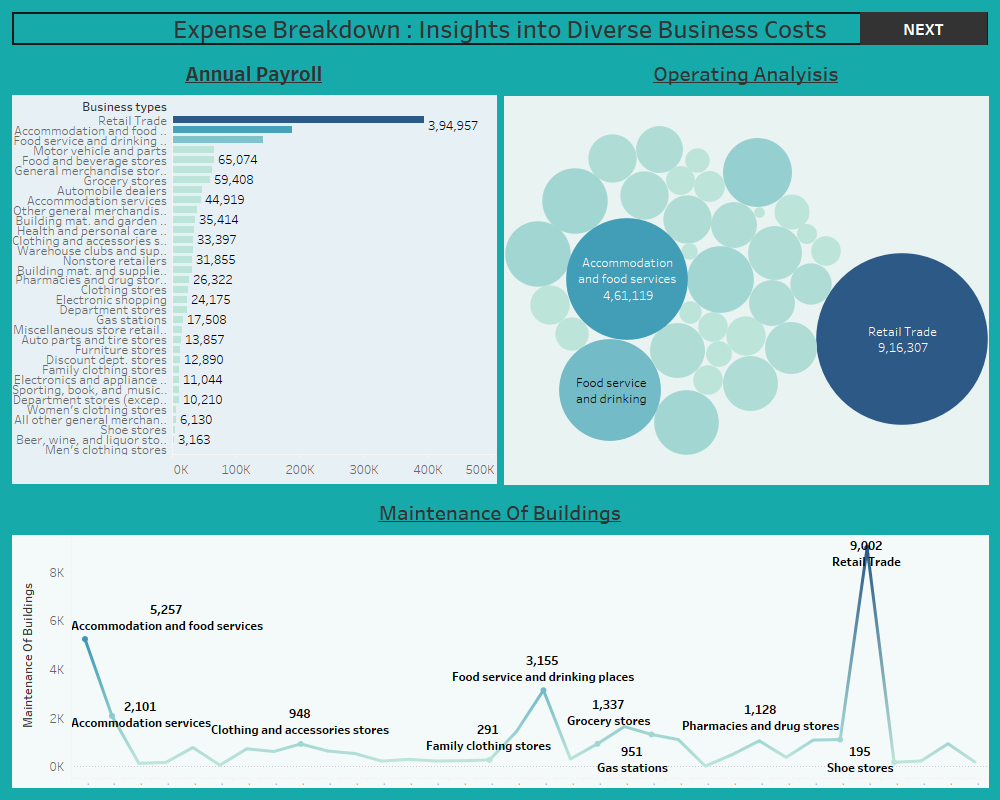 Expense Breakdown : Insights into Diverse Business Costs
NEXT
Annual Payroll
Business types
Retail Trade
3,94,957
Accommodation and food ..
Food service and drinking ..
Motor vehicle and parts
Food and beverage stores
65,074
General merchandise stor..
Grocery stores
59,408
Automobile dealers
Accommodation services
44,919
Other general merchandis..
Building mat. and garden ..
35,414
Health and personal care ..
Clothing and accessories s..
33,397
Warehouse clubs and sup..
Nonstore retailers
31,855
Building mat. and supplie..
Pharmacies and drug stor..
26,322
Clothing stores
Electronic shopping
24,175
Department stores
Gas stations
17,508
Miscellaneous store retail..
Auto parts and tire stores
13,857
Furniture stores
Discount dept. stores
12,890
Family clothing stores
Electronics and appliance ..
11,044
Sporting, book, and ,music..
Department stores (excep..
10,210
Women's clothing stores
All other general merchan..
6,130
Shoe stores
Beer, wine, and liquor sto..
3,163
Men's clothing stores
0K
100K
200K
300K
400K
500K
Operating Analyisis
Accommodation
and food services
4,61,119
Retail Trade
9,16,307
Food service
and drinking
Maintenance Of Buildings
Maintenance Of Buildings
8K
6K
4K
2K
0K
5,257
Accommodation and food services
2,101
Accommodation services
948
Clothing and accessories stores
291
Family clothing stores
3,155
Food service and drinking places
1,337
Grocery stores
951
Gas stations
1,128
Pharmacies and drug stores
9,002
Retail Trade
195
Shoe stores